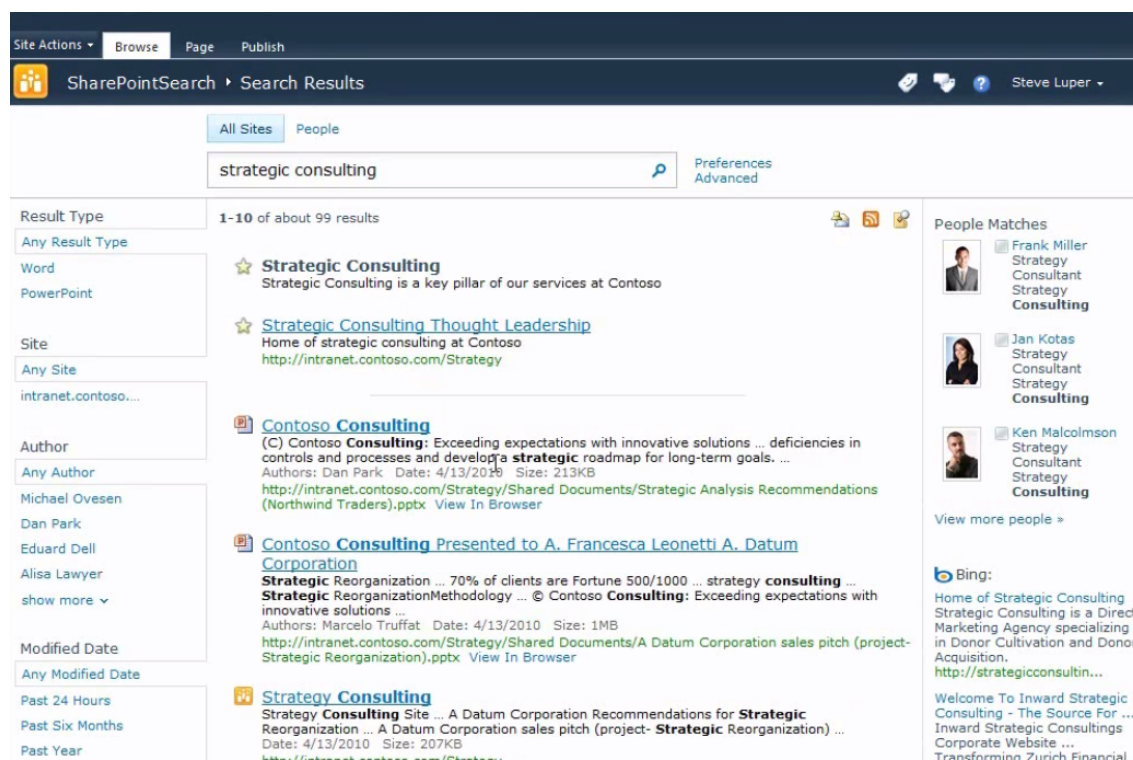 Site Actions
Browse
Page
Publish
SharePointSearch ▸ Search Results
Steve Luper
All Sites
People
strategic consulting
Preferences
Advanced
Result Type
Any Result Type
Word
PowerPoint
Site
Any Site
intranet.contoso....
Author
Any Author
Michael Ovesen
Dan Park
Eduard Dell
Alisa Lawyer
show more
Modified Date
Any Modified Date
Past 24 Hours
Past Six Months
Past Year
1-10 of about 99 results
Strategic Consulting
Strategic Consulting is a key pillar of our services at Contoso
Strategic Consulting Thought Leadership
Home of strategic consulting at Contoso
http://intranet.contoso.com/Strategy
Contoso Consulting
(C) Contoso Consulting: Exceeding expectations with innovative solutions ... deficiencies in
controls and processes and develop a strategic roadmap for long-term goals. ...
Authors: Dan Park Date: 4/13/2010 Size: 213KB
http://intranet.contoso.com/Strategy/Shared Documents/Strategic Analysis Recommendations
(Northwind Traders).pptx View In Browser
Contoso Consulting Presented to A. Francesca Leonetti A. Datum
Corporation
Strategic Reorganization ... 70% of clients are Fortune 500/1000 ... strategy consulting ...
Strategic ReorganizationMethodology ... © Contoso Consulting: Exceeding expectations with
innovative solutions ...
Authors: Marcelo Truffat Date: 4/13/2010 Size: 1MB
http://intranet.contoso.com/Strategy/Shared Documents/A Datum Corporation sales pitch (project-
Strategic Reorganization).pptx View In Browser
Strategy Consulting
Strategy Consulting Site ... A Datum Corporation Recommendations for Strategic
Reorganization ... A Datum Corporation sales pitch (project- Strategic Reorganization) ...
Date: 4/13/2010 Size: 207KB
http://intranet.contoso.com/Strategy
People Matches
Frank Miller
Strategy
Consultant
Strategy
Consulting
Jan Kotas
Strategy
Consultant
Strategy
Consulting
Ken Malcolmson
Strategy
Consultant
Strategy
Consulting
View more people »
Bing:
Home of Strategic Consulting
Strategic Consulting is a Direct
Marketing Agency specializing
in Donor Cultivation and Donor
Acquisition.
http://strategicconsultin...
Welcome To Inward Strategic
Consulting - The Source For ...
Inward Strategic Consultings
Corporate Website ...
Transforming Zurich Financial